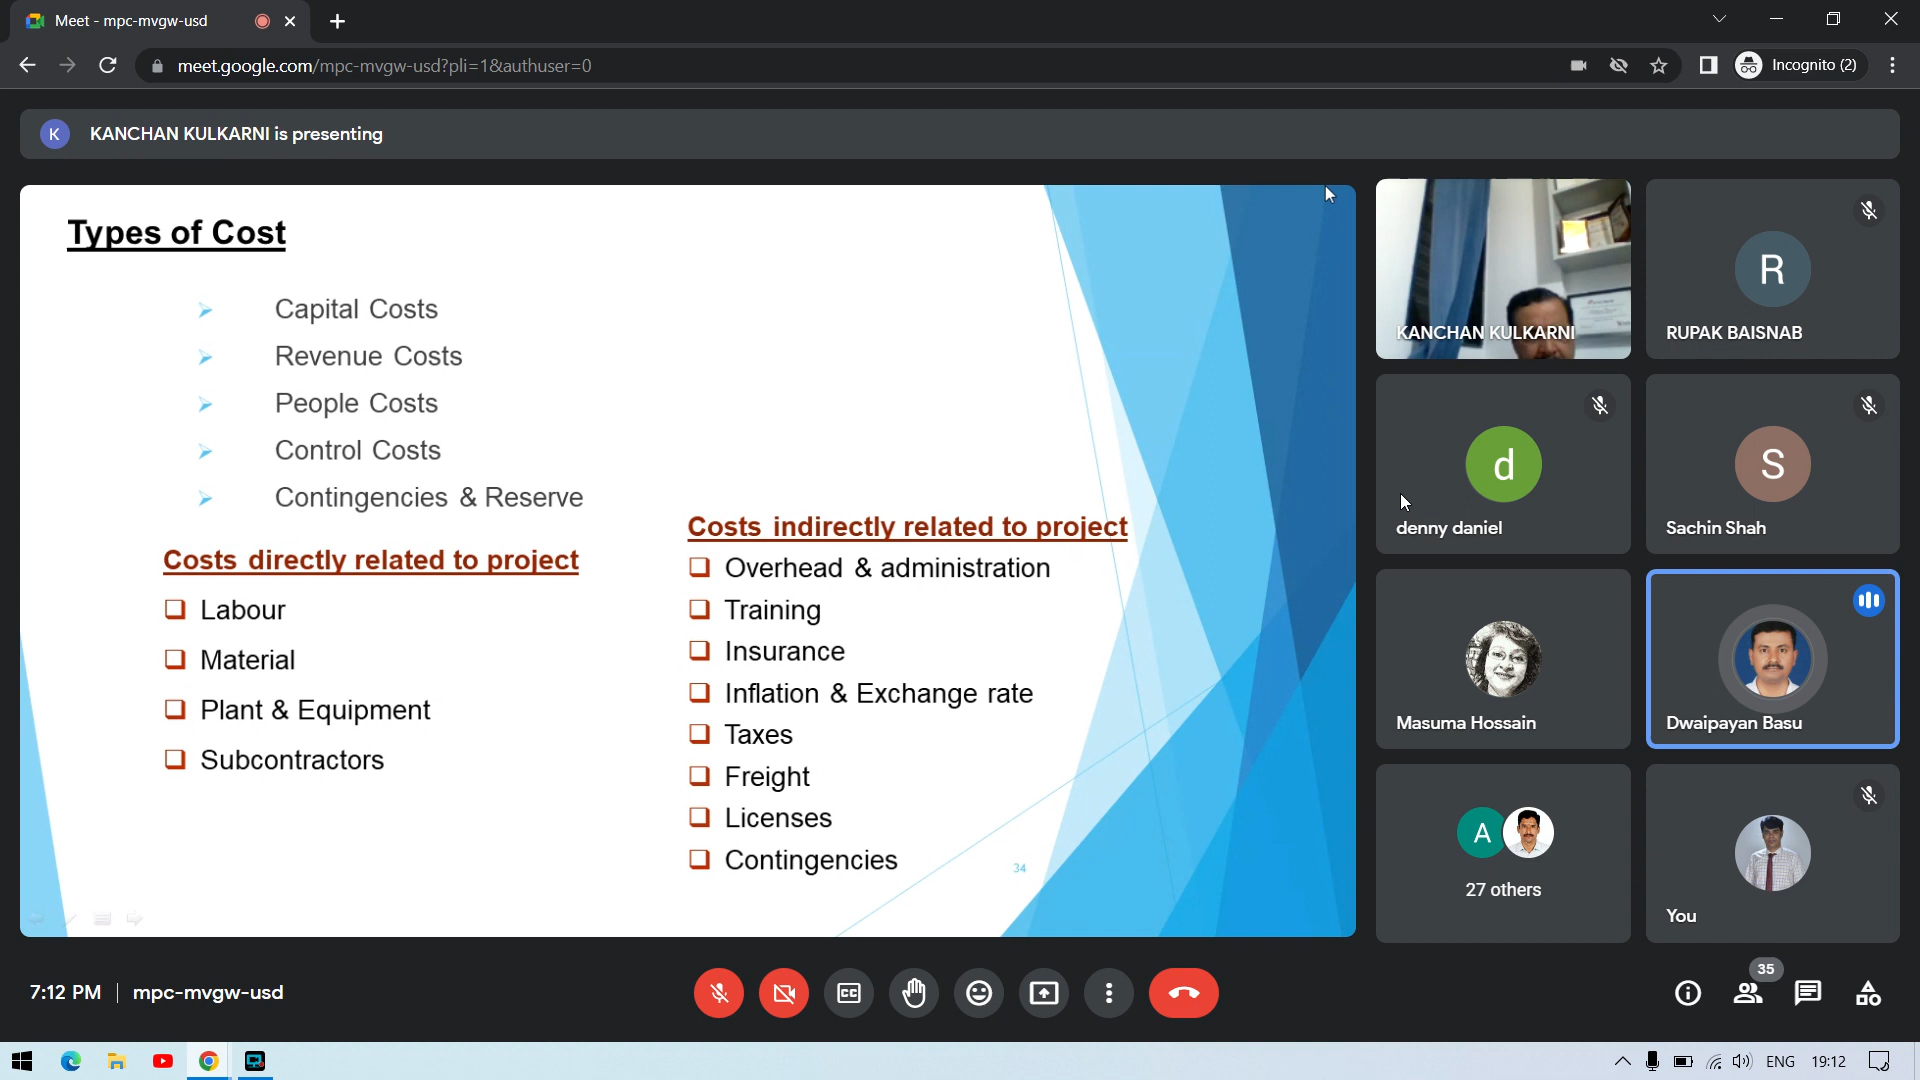 Meet - mpc-mvgw-usd
meet.google.com/mpc-mvgw-usd?pli=1&authuser=0
Incognito (2)
K
KANCHAN KULKARNI is presenting
Types of Cost
Capital Costs
Revenue Costs
People Costs
Control Costs
Contingencies & Reserve
Costs directly related to project
Labour
Material
Plant & Equipment
Subcontractors
Costs indirectly related to project
Overhead & administration
Training
Insurance
Inflation & Exchange rate
Taxes
Freight
Licenses
Contingencies
34
KANCHAN KULKARNI
R
RUPAK BAISNAB
d
denny daniel
S
Sachin Shah
Masuma Hossain
Dwaipayan Basu
A
27 others
You
7:12 PM | mpc-mvgw-usd
CC
35
ENG
19:12